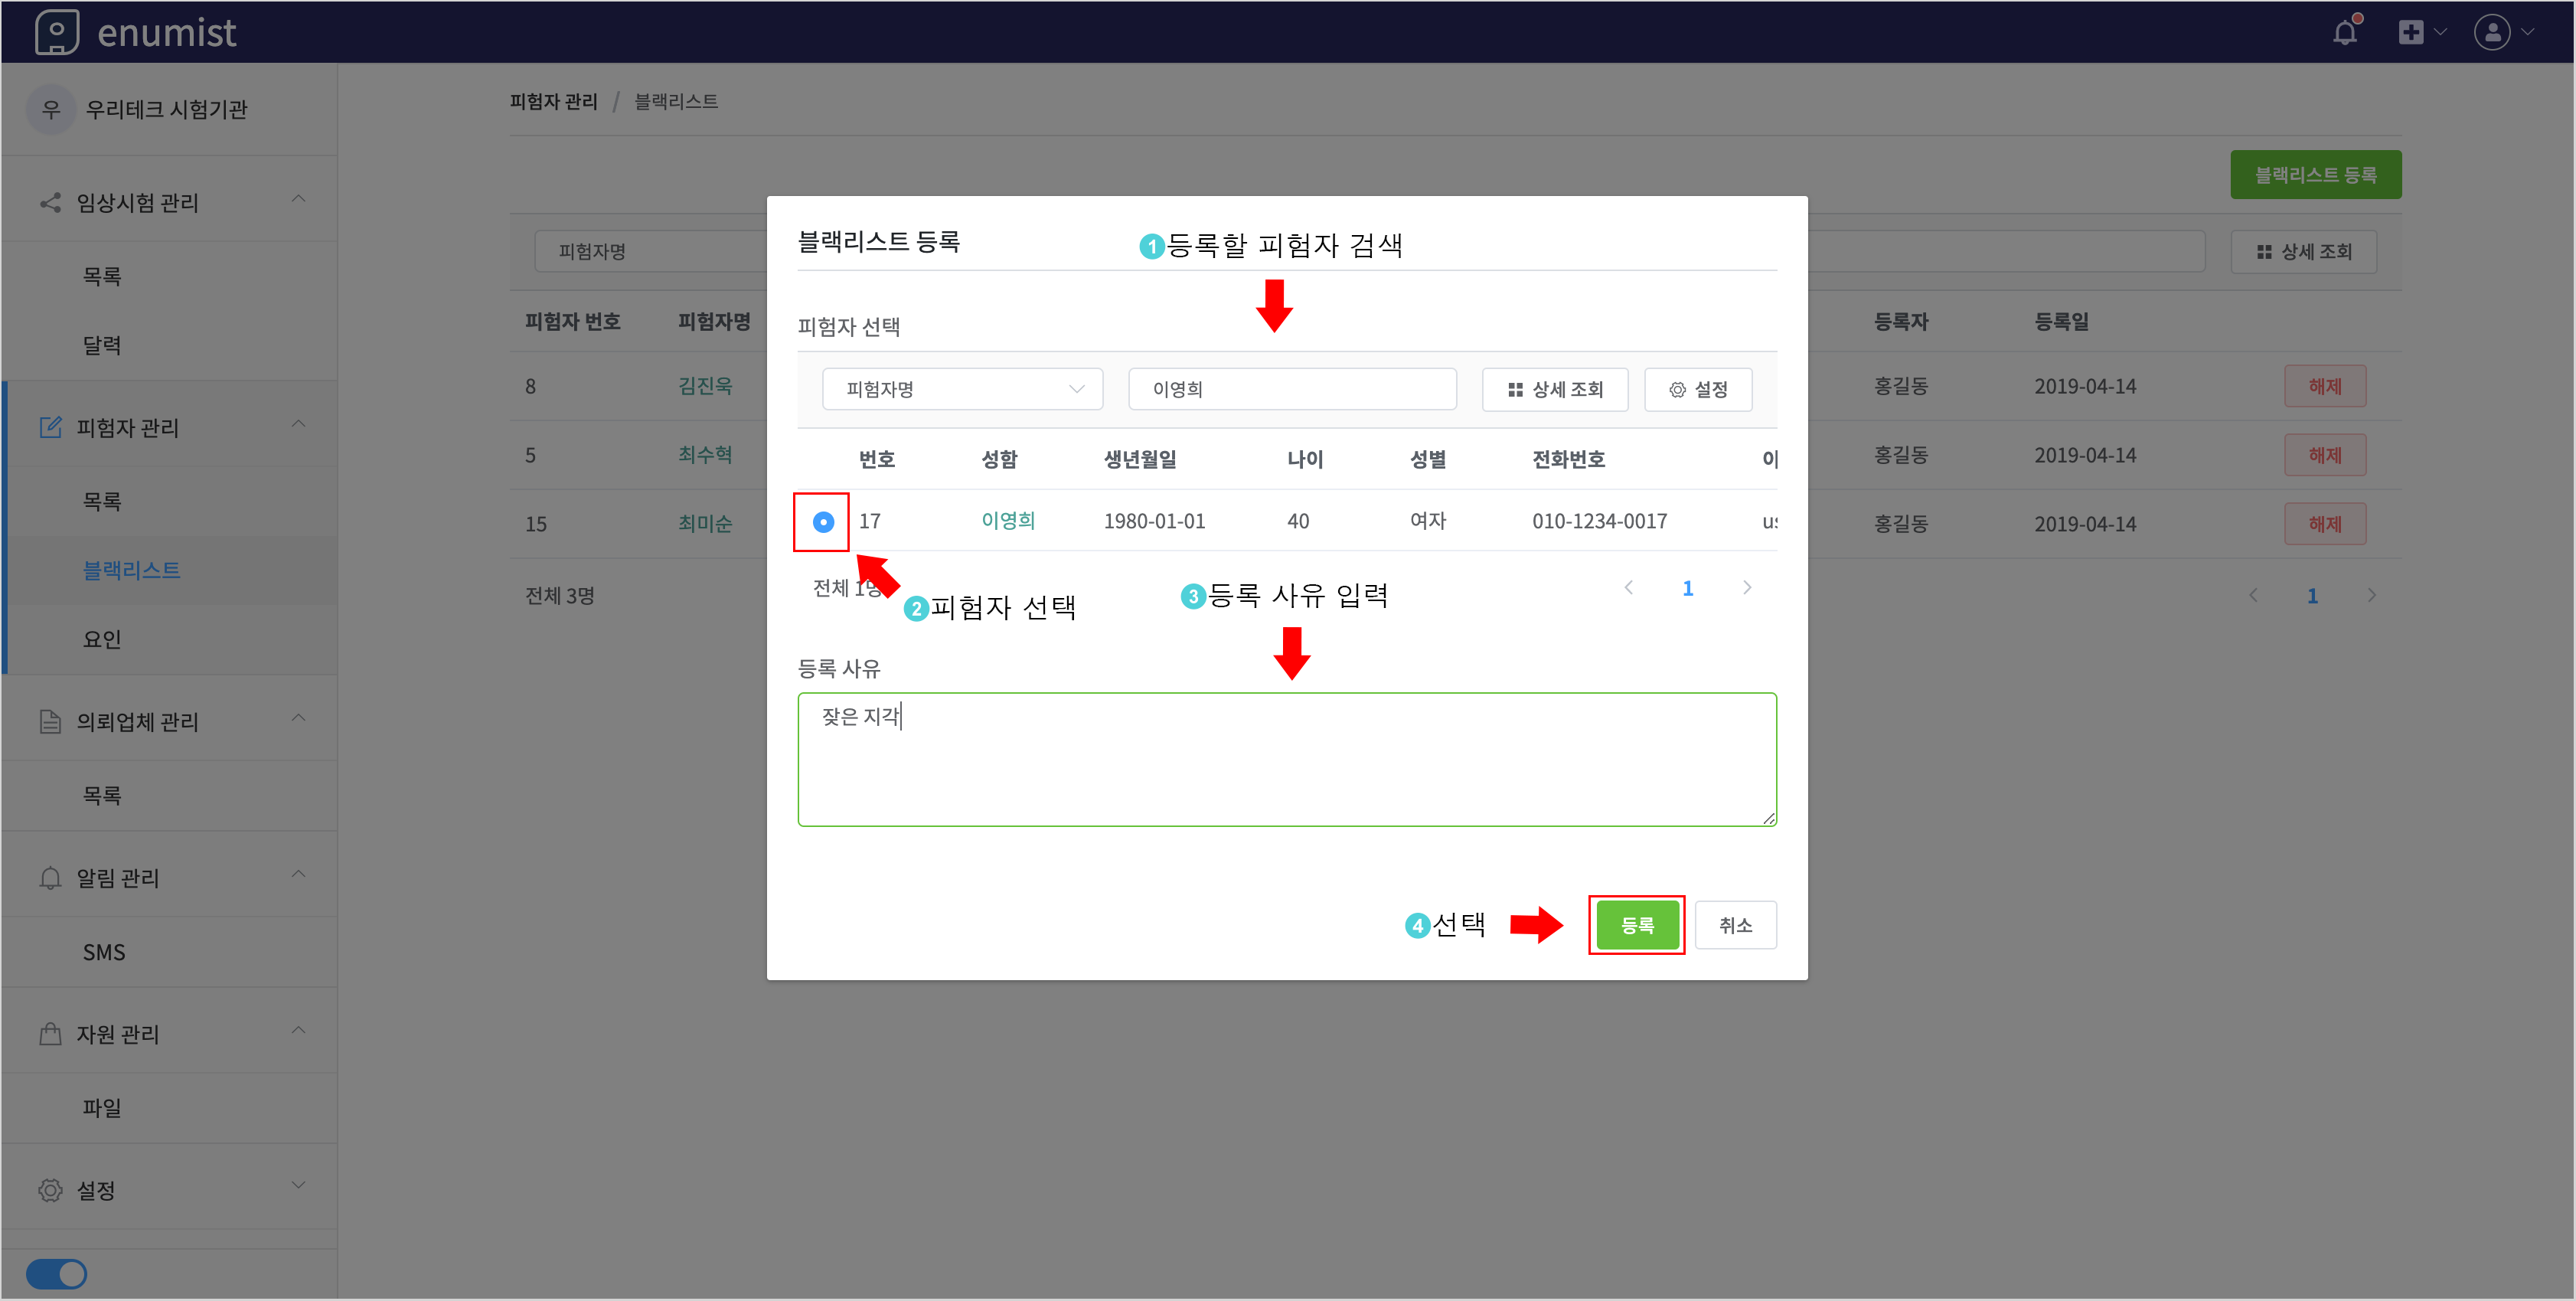 enumist
우 우리테크 시험기관
임상시험 관리
목록
달력
피험자 관리
목록
블랙리스트
요인
의뢰업체 관리
목록
알림 관리
SMS
자원 관리
파일
설정
피험자 관리 / 블랙리스트
블랙리스트 등록
피험자명
상세 조회
피험자 번호 피험자명 등록자 등록일
8 김진욱 홍길동 2019-04-14 해제
5 최수혁 홍길동 2019-04-14 해제
15 최미순 홍길동 2019-04-14 해제
전체 3명
1
블랙리스트 등록
1 등록할 피험자 검색
피험자 선택
피험자명 이영희 상세 조회 설정
번호 성함 생년월일 나이 성별 전화번호 이
17 이영희 1980-01-01 40 여자 010-1234-0017 us
전체 1명
1
2 피험자 선택
3 등록 사유 입력
등록 사유
잦은 지각
4 선택
등록 취소